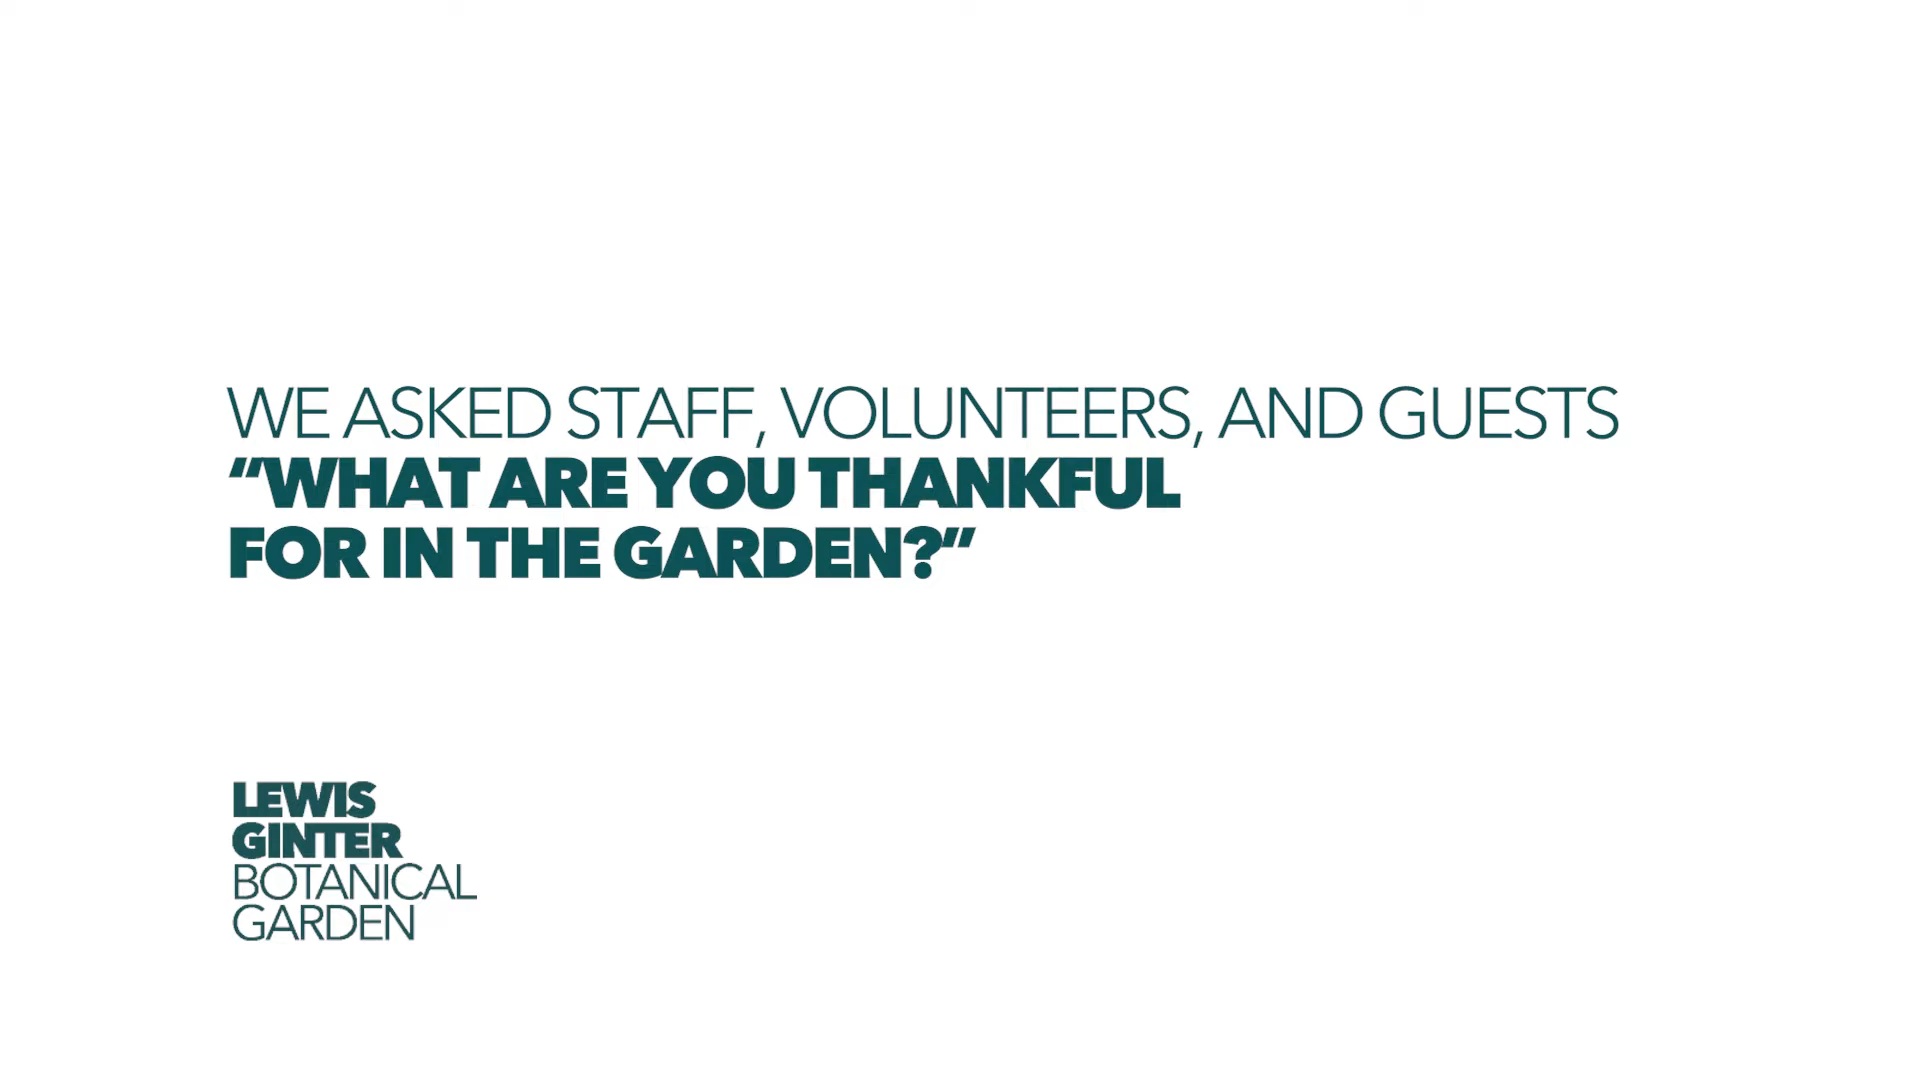 WE ASKED STAFF, VOLUNTEERS, AND GUESTS
“WHAT ARE YOU THANKFUL
FOR IN THE GARDEN?”
LEWIS
GINTER
BOTANICAL
GARDEN